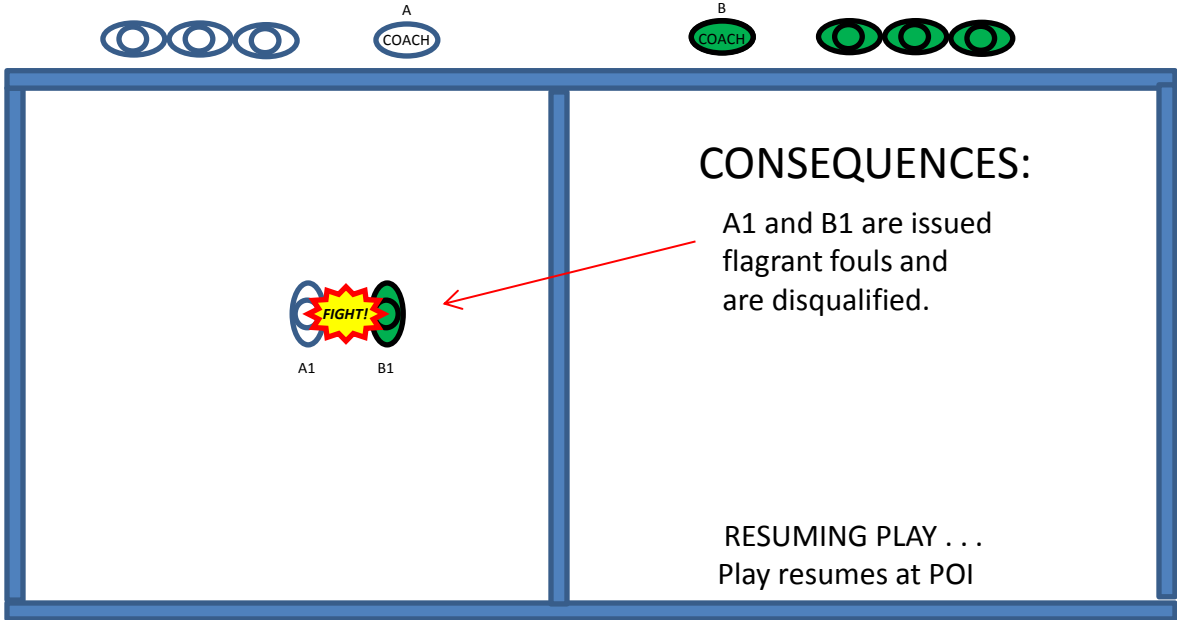 A
B
COACH
COACH
CONSEQUENCES:
A1 and B1 are issued
flagrant fouls and
are disqualified.
FIGHT!
A1
B1
RESUMING PLAY . . .
Play resumes at POI